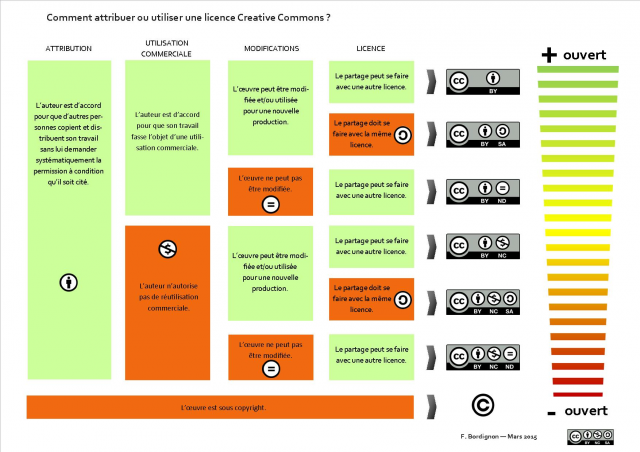 Comment attribuer ou utiliser une licence Creative Commons ?
ATTRIBUTION
UTILISATION
COMMERCIALE
MODIFICATIONS
LICENCE
+ ouvert
L'auteur est d'accord
pour que d'autres per-
sonnes copient et dis-
tribuent son travail
sans lui demander
systématiquement la
permission à condition
qu'il soit cité.
L'auteur est d'accord
pour que son travail
fasse l'objet d'une utili-
sation commerciale.
L'œuvre peut être modi-
fiée et/ou utilisée
pour une nouvelle
production.
Le partage peut se faire
avec une autre licence.
cc
BY
Le partage doit se
faire avec la même
licence.
cc
BY SA
L'œuvre ne peut pas
être modifiée.
=
Le partage peut se faire
avec une autre licence.
cc =
BY ND
$
L'auteur n'autorise
pas de réutilisation
commerciale.
L'œuvre peut être modi-
fiée et/ou utilisée
pour une nouvelle
production.
Le partage peut se faire
avec une autre licence.
cc $
BY NC
Le partage doit se
faire avec la même
licence.
cc $
BY NC SA
L'œuvre ne peut pas
être modifiée.
=
Le partage peut se faire
avec une autre licence.
cc $ =
BY NC ND
L'œuvre est sous copyright.
©
- ouvert
F. Bordignon — Mars 2015
cc